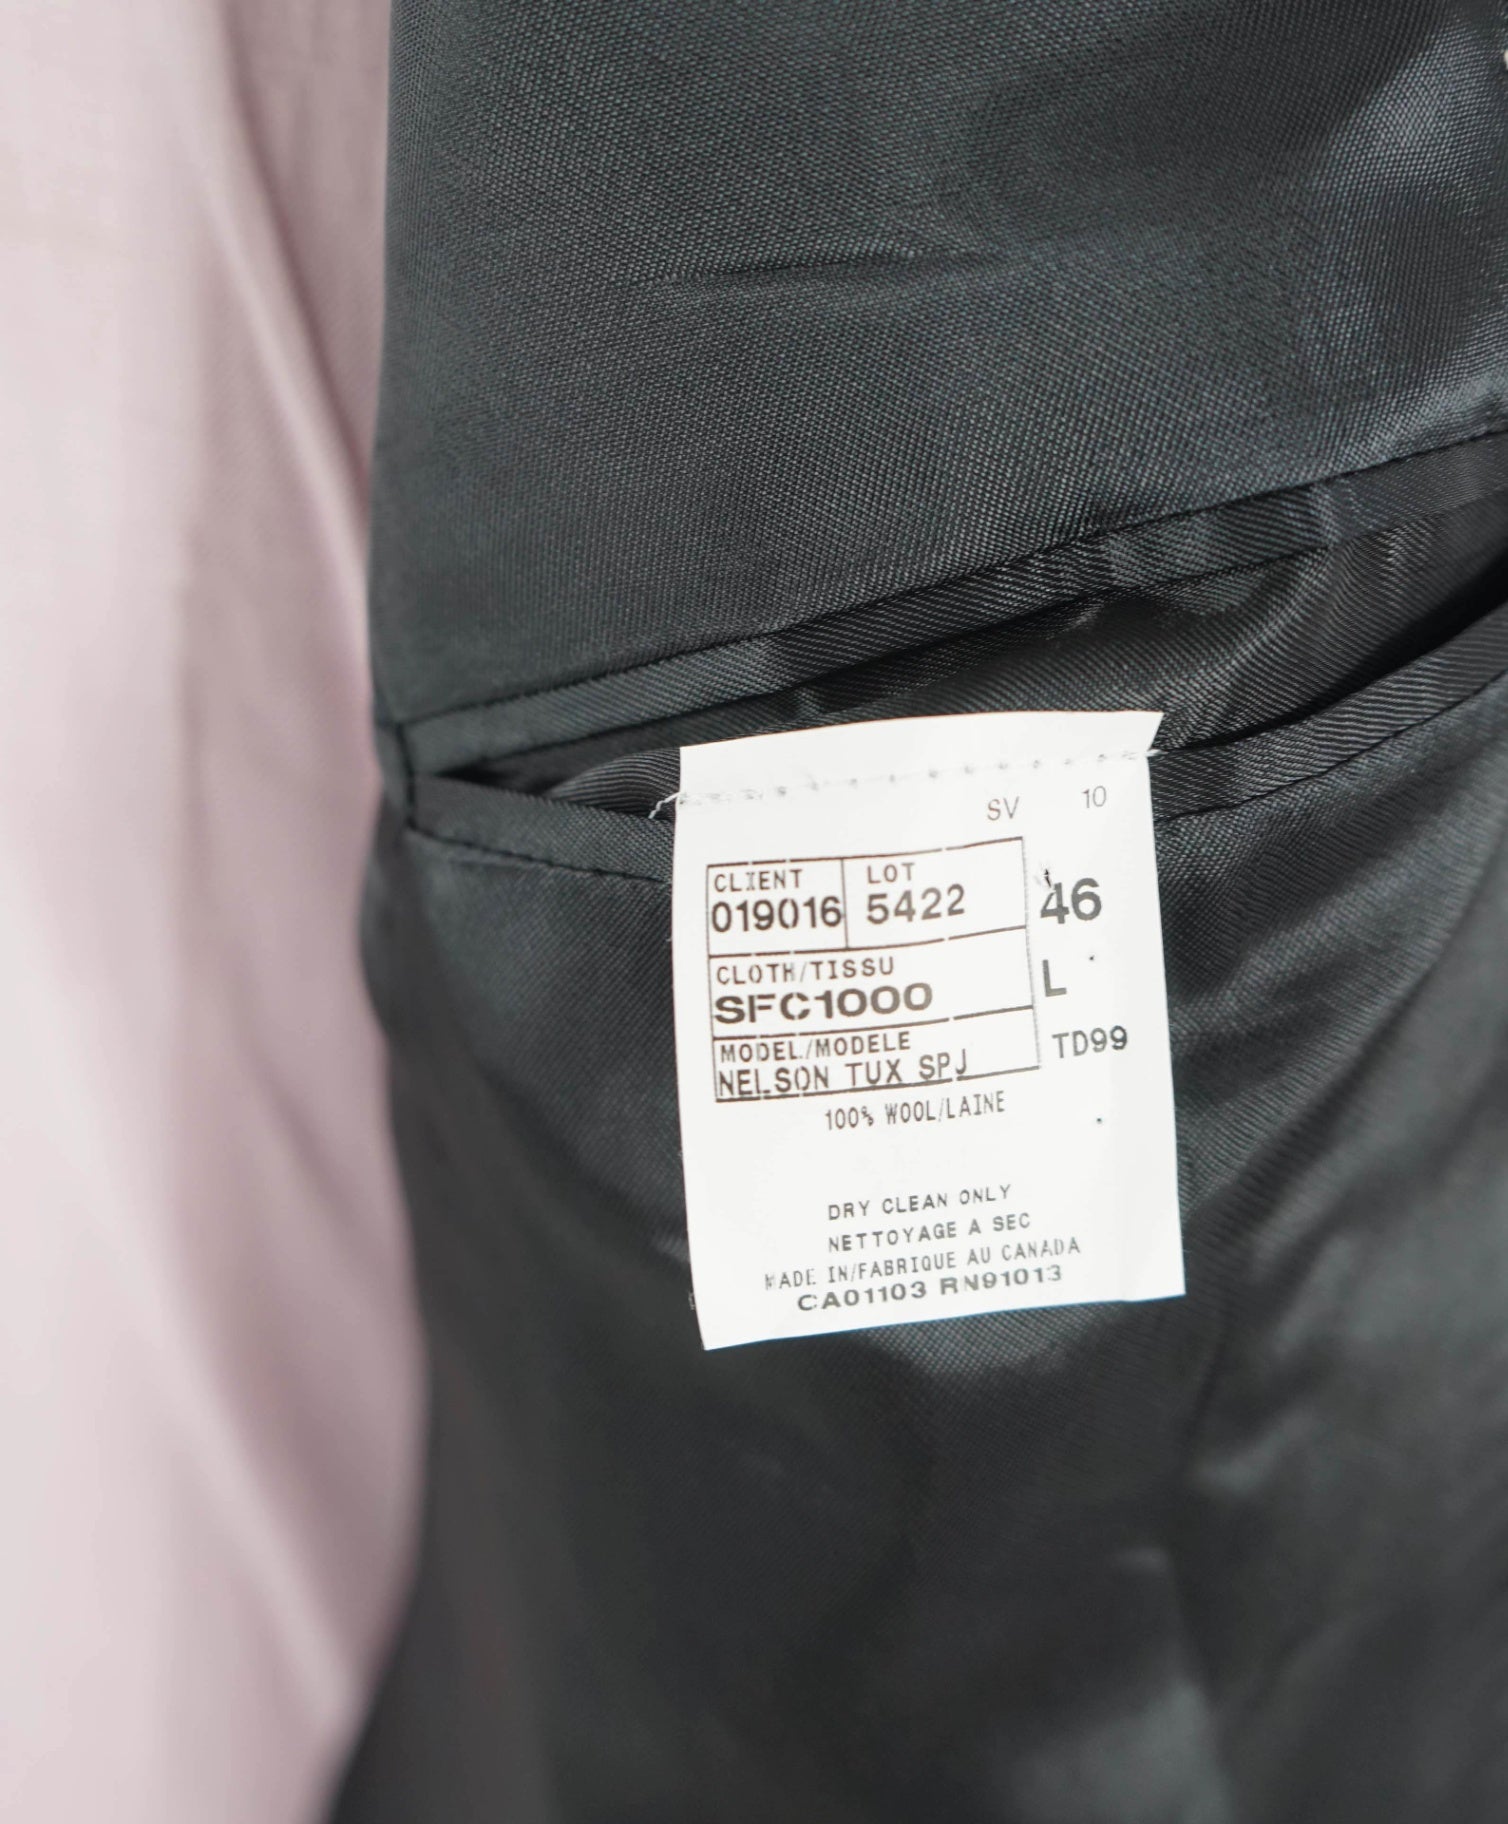 SV 10
CLIENT LOT
019016 5422 46
CLOTH/TISSU
SFC1000 L
MODEL/MODELE
NELSON TUX SPJ TD99
100% WOOL/LAINE
DRY CLEAN ONLY
NETTOYAGE A SEC
MADE IN/FABRIQUE AU CANADA
CA01103 RN91013